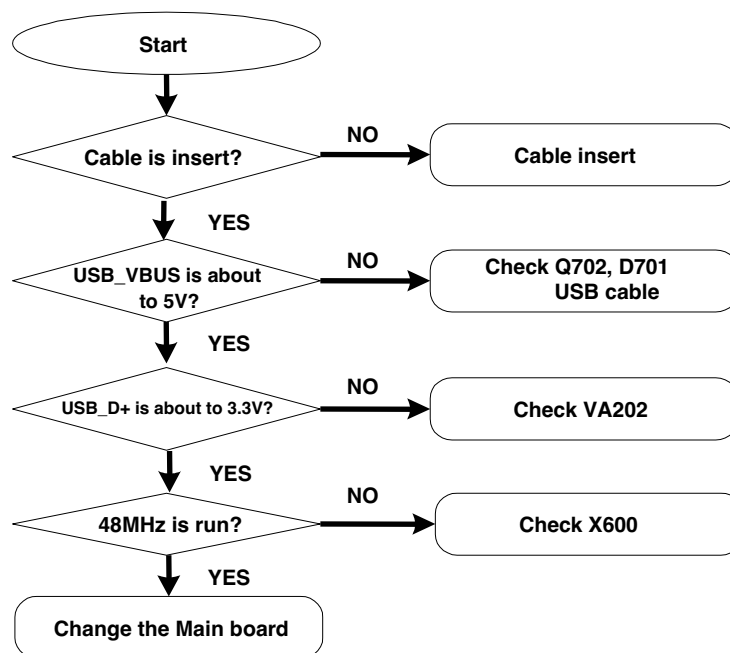 Start
Cable is insert?
NO
Cable insert
YES
USB_VBUS is about
to 5V?
NO
Check Q702, D701
USB cable
YES
USB_D+ is about to 3.3V?
NO
Check VA202
YES
48MHz is run?
NO
Check X600
YES
Change the Main board